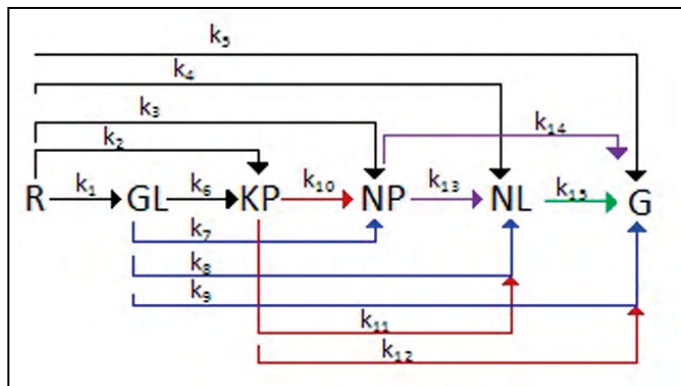 k₅
k₄
k₃
k₂
k₁₄
R k₁ GL k₆ KP k₁₀ NP k₁₃ NL k₁₅ G
k₇
k₈
k₉
k₁₁
k₁₂